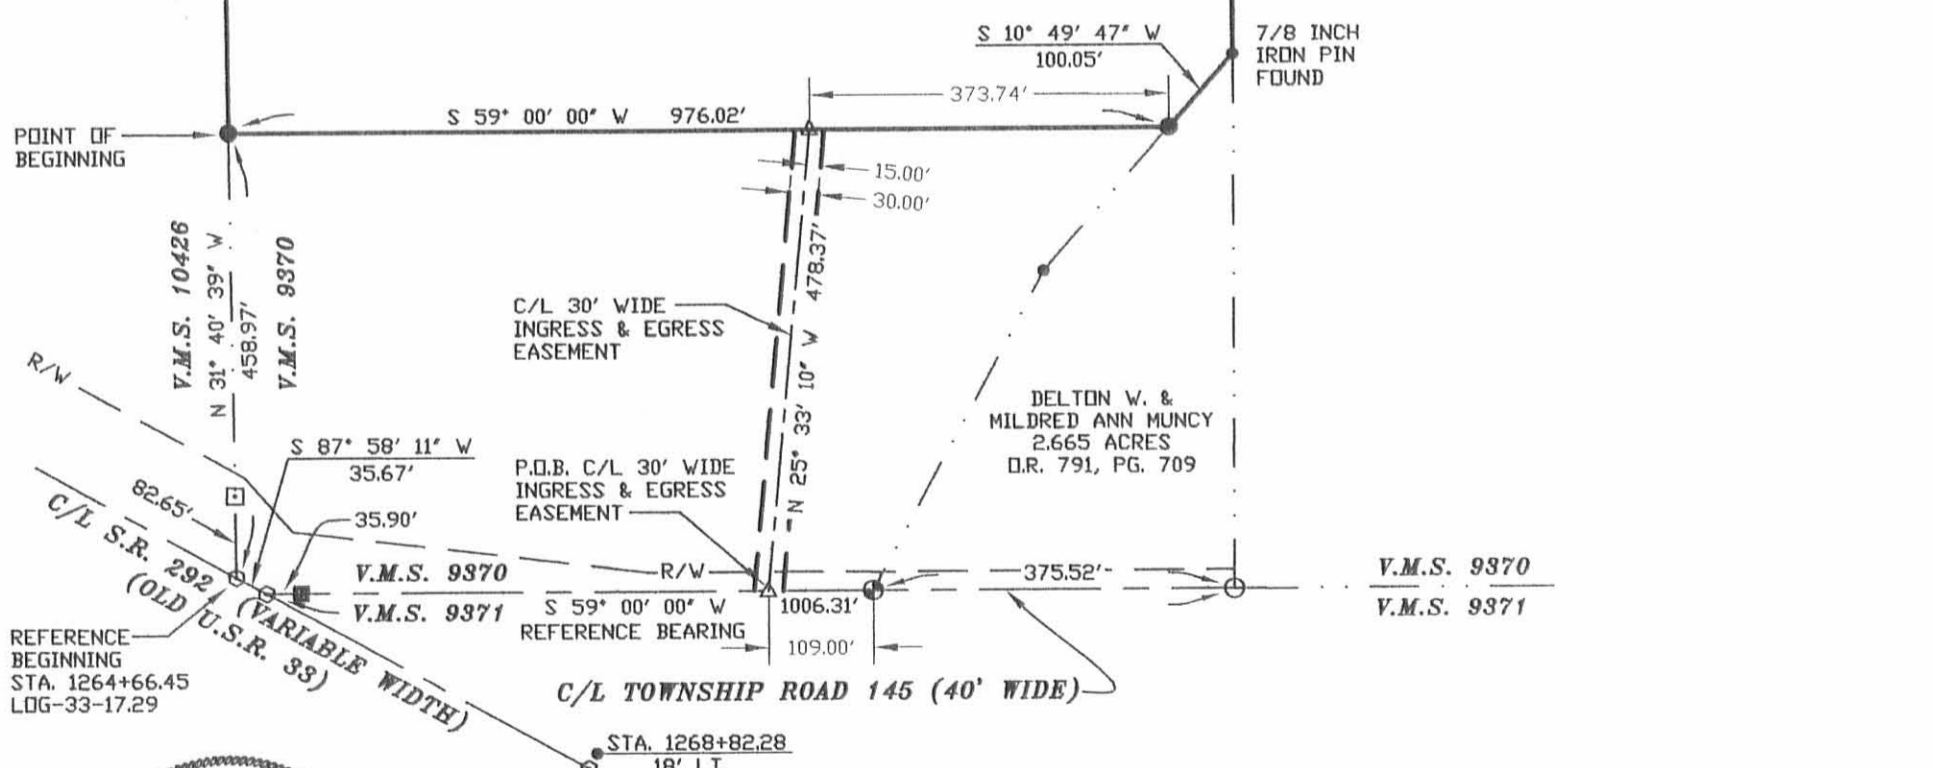 S 10° 49' 47" W
100.05'
7/8 INCH
IRON PIN
FOUND
373.74'
S 59° 00' 00" W 976.02'
POINT OF
BEGINNING
15.00'
30.00'
V.M.S. 10426
N 31° 40' 39" W
458.97'
V.M.S. 9370
478.37'
N 25° 33' 10" W
C/L 30' WIDE
INGRESS & EGRESS
EASEMENT
R/W
DELTON W. &
MILDRED ANN MUNCY
2.665 ACRES
O.R. 791, PG. 709
S 87° 58' 11" W
35.67'
P.O.B. C/L 30' WIDE
INGRESS & EGRESS
EASEMENT
82.65'
35.90'
C/L S.R. 292 (VARIABLE WIDTH)
(OLD U.S.R. 33)
V.M.S. 9370
R/W
375.52'
V.M.S. 9370
V.M.S. 9371
S 59° 00' 00" W 1006.31'
REFERENCE BEARING
V.M.S. 9371
109.00'
REFERENCE
BEGINNING
STA. 1264+66.45
LOG-33-17.29
C/L TOWNSHIP ROAD 145 (40' WIDE)
STA. 1268+82.28
18' LT